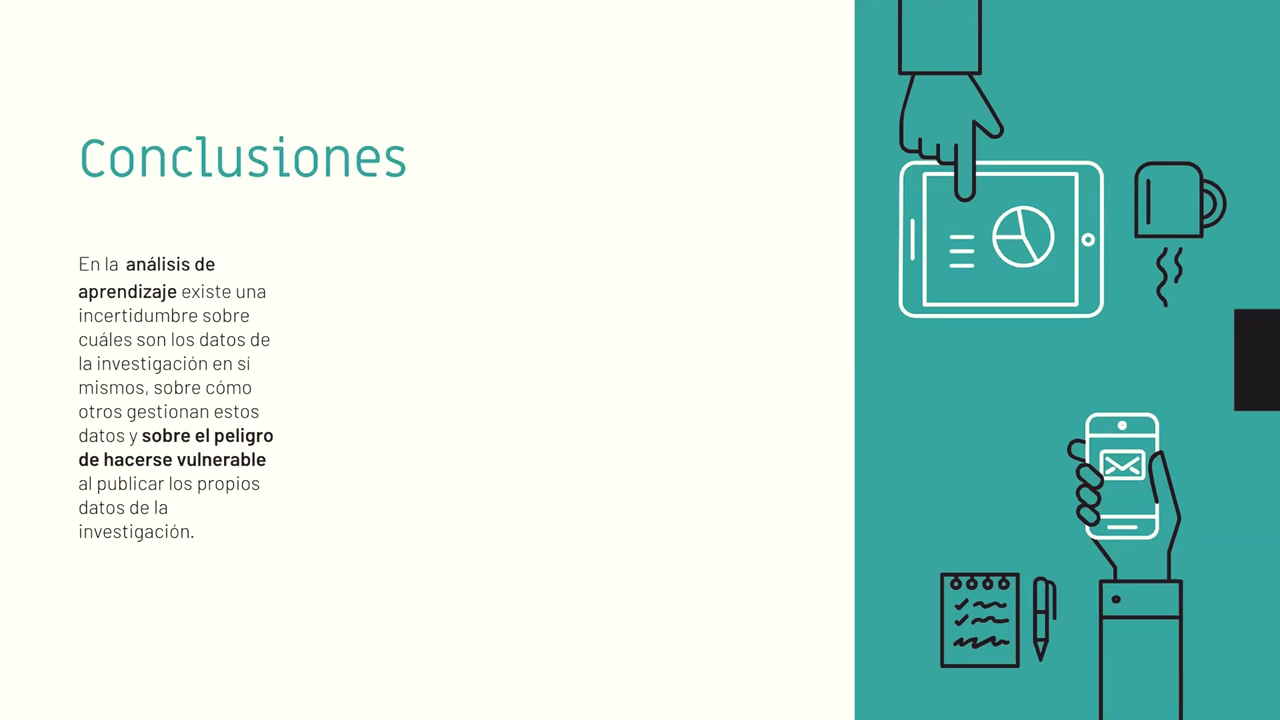 Conclusiones
En la análisis de
aprendizaje existe una
incertidumbre sobre
cuáles son los datos de
la investigación en sí
mismos, sobre cómo
otros gestionan estos
datos y sobre el peligro
de hacerse vulnerable
al publicar los propios
datos de la
investigación.